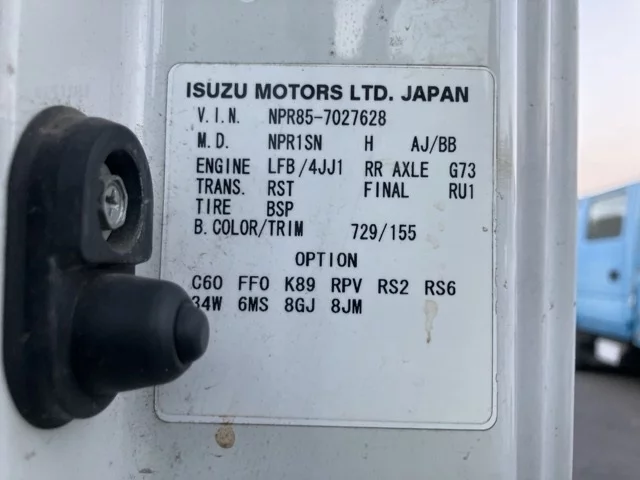 ISUZU MOTORS LTD. JAPAN
V.I.N. NPR85-7027628
M.D. NPR1SN H AJ/BB
ENGINE LFB/4JJ1 RR AXLE G73
TRANS. RST FINAL RU1
TIRE BSP
B.COLOR/TRIM 729/155
OPTION
C60 FF0 K89 RPV RS2 RS6
34W 6MS 8GJ 8JM